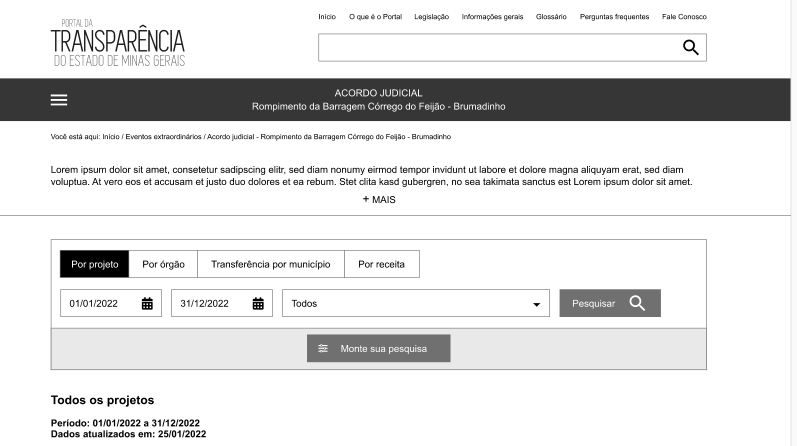 PORTAL DA
TRANSPARÊNCIA
DO ESTADO DE MINAS GERAIS
Início O que é o Portal Legislação Informações gerais Glossário Perguntas frequentes Fale Conosco
ACORDO JUDICIAL
Rompimento da Barragem Córrego do Feijão - Brumadinho
Você está aqui: Início / Eventos extraordinários / Acordo judicial - Rompimento da Barragem Córrego do Feijão - Brumadinho
Lorem ipsum dolor sit amet, consetetur sadipscing elitr, sed diam nonumy eirmod tempor invidunt ut labore et dolore magna aliquyam erat, sed diam
voluptua. At vero eos et accusam et justo duo dolores et ea rebum. Stet clita kasd gubergren, no sea takimata sanctus est Lorem ipsum dolor sit amet.
+ MAIS
Por projeto Por órgão Transferência por município Por receita
01/01/2022 31/12/2022 Todos Pesquisar
Monte sua pesquisa
Todos os projetos
Período: 01/01/2022 a 31/12/2022
Dados atualizados em: 25/01/2022